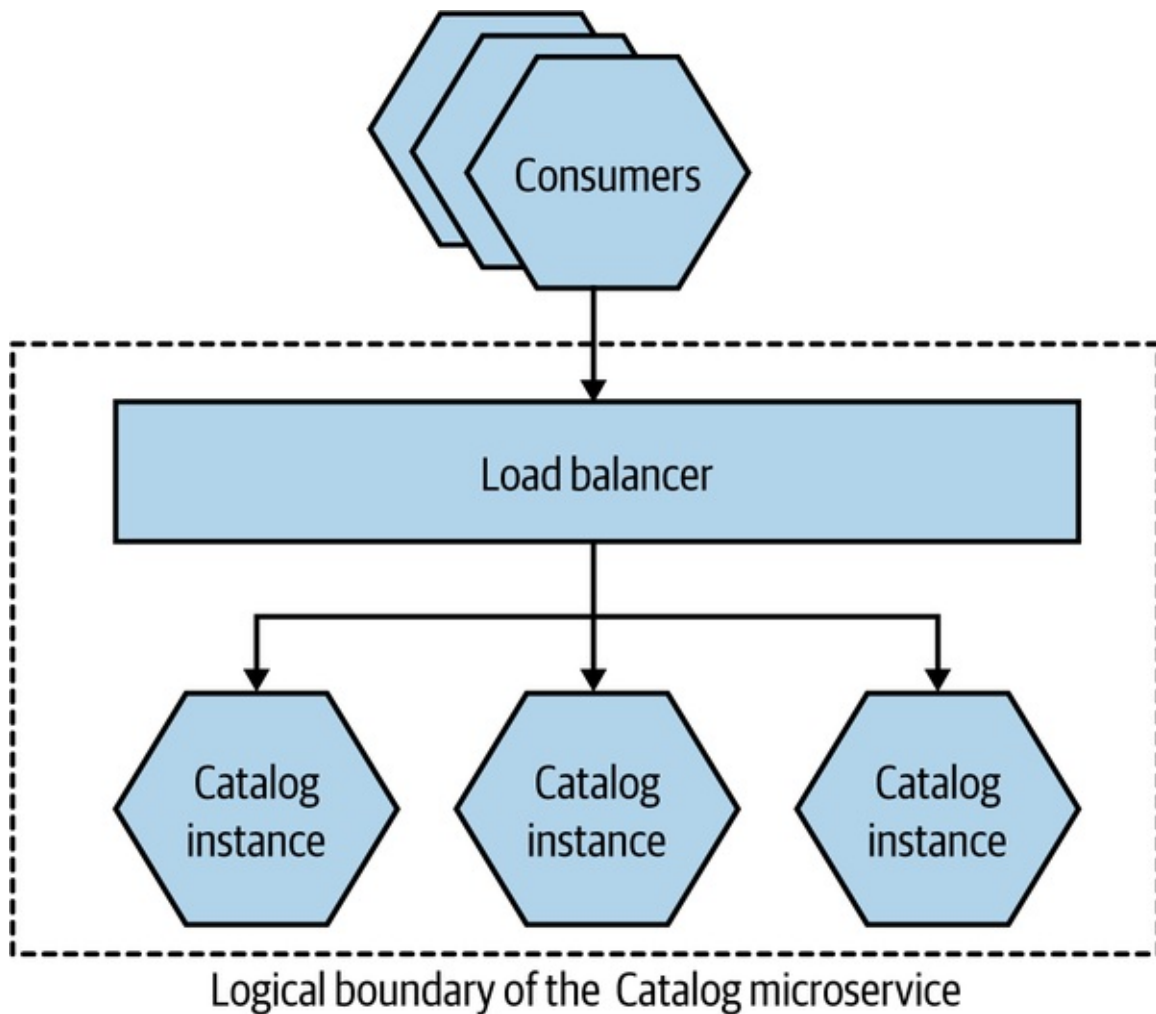 Consumers
Load balancer
Catalog
instance
Catalog
instance
Catalog
instance
Logical boundary of the Catalog microservice